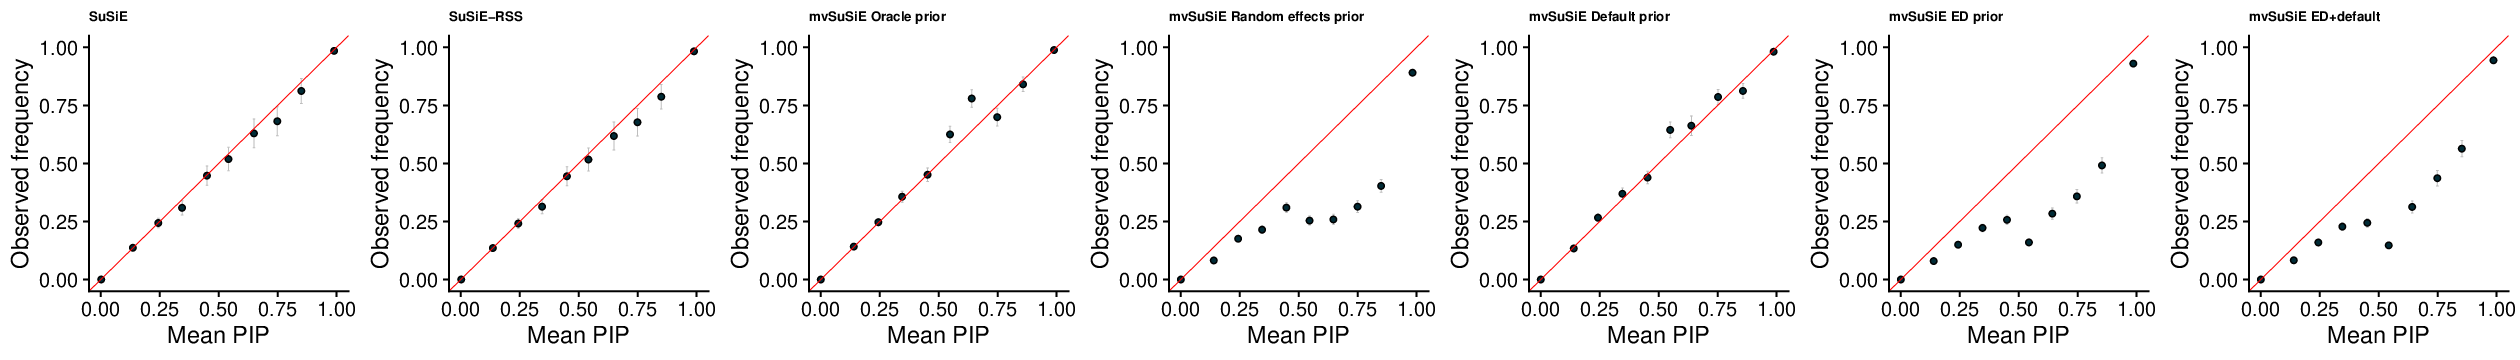 SuSiE
SuSiE−RSS
mvSuSiE Oracle prior
mvSuSiE Random effects prior
mvSuSiE Default prior
mvSuSiE ED prior
mvSuSiE ED+default
Observed frequency
1.00
0.75
0.50
0.25
0.00
0.00 0.25 0.50 0.75 1.00
Mean PIP
Observed frequency
1.00
0.75
0.50
0.25
0.00
0.00 0.25 0.50 0.75 1.00
Mean PIP
Observed frequency
1.00
0.75
0.50
0.25
0.00
0.00 0.25 0.50 0.75 1.00
Mean PIP
Observed frequency
1.00
0.75
0.50
0.25
0.00
0.00 0.25 0.50 0.75 1.00
Mean PIP
Observed frequency
1.00
0.75
0.50
0.25
0.00
0.00 0.25 0.50 0.75 1.00
Mean PIP
Observed frequency
1.00
0.75
0.50
0.25
0.00
0.00 0.25 0.50 0.75 1.00
Mean PIP
Observed frequency
1.00
0.75
0.50
0.25
0.00
0.00 0.25 0.50 0.75 1.00
Mean PIP